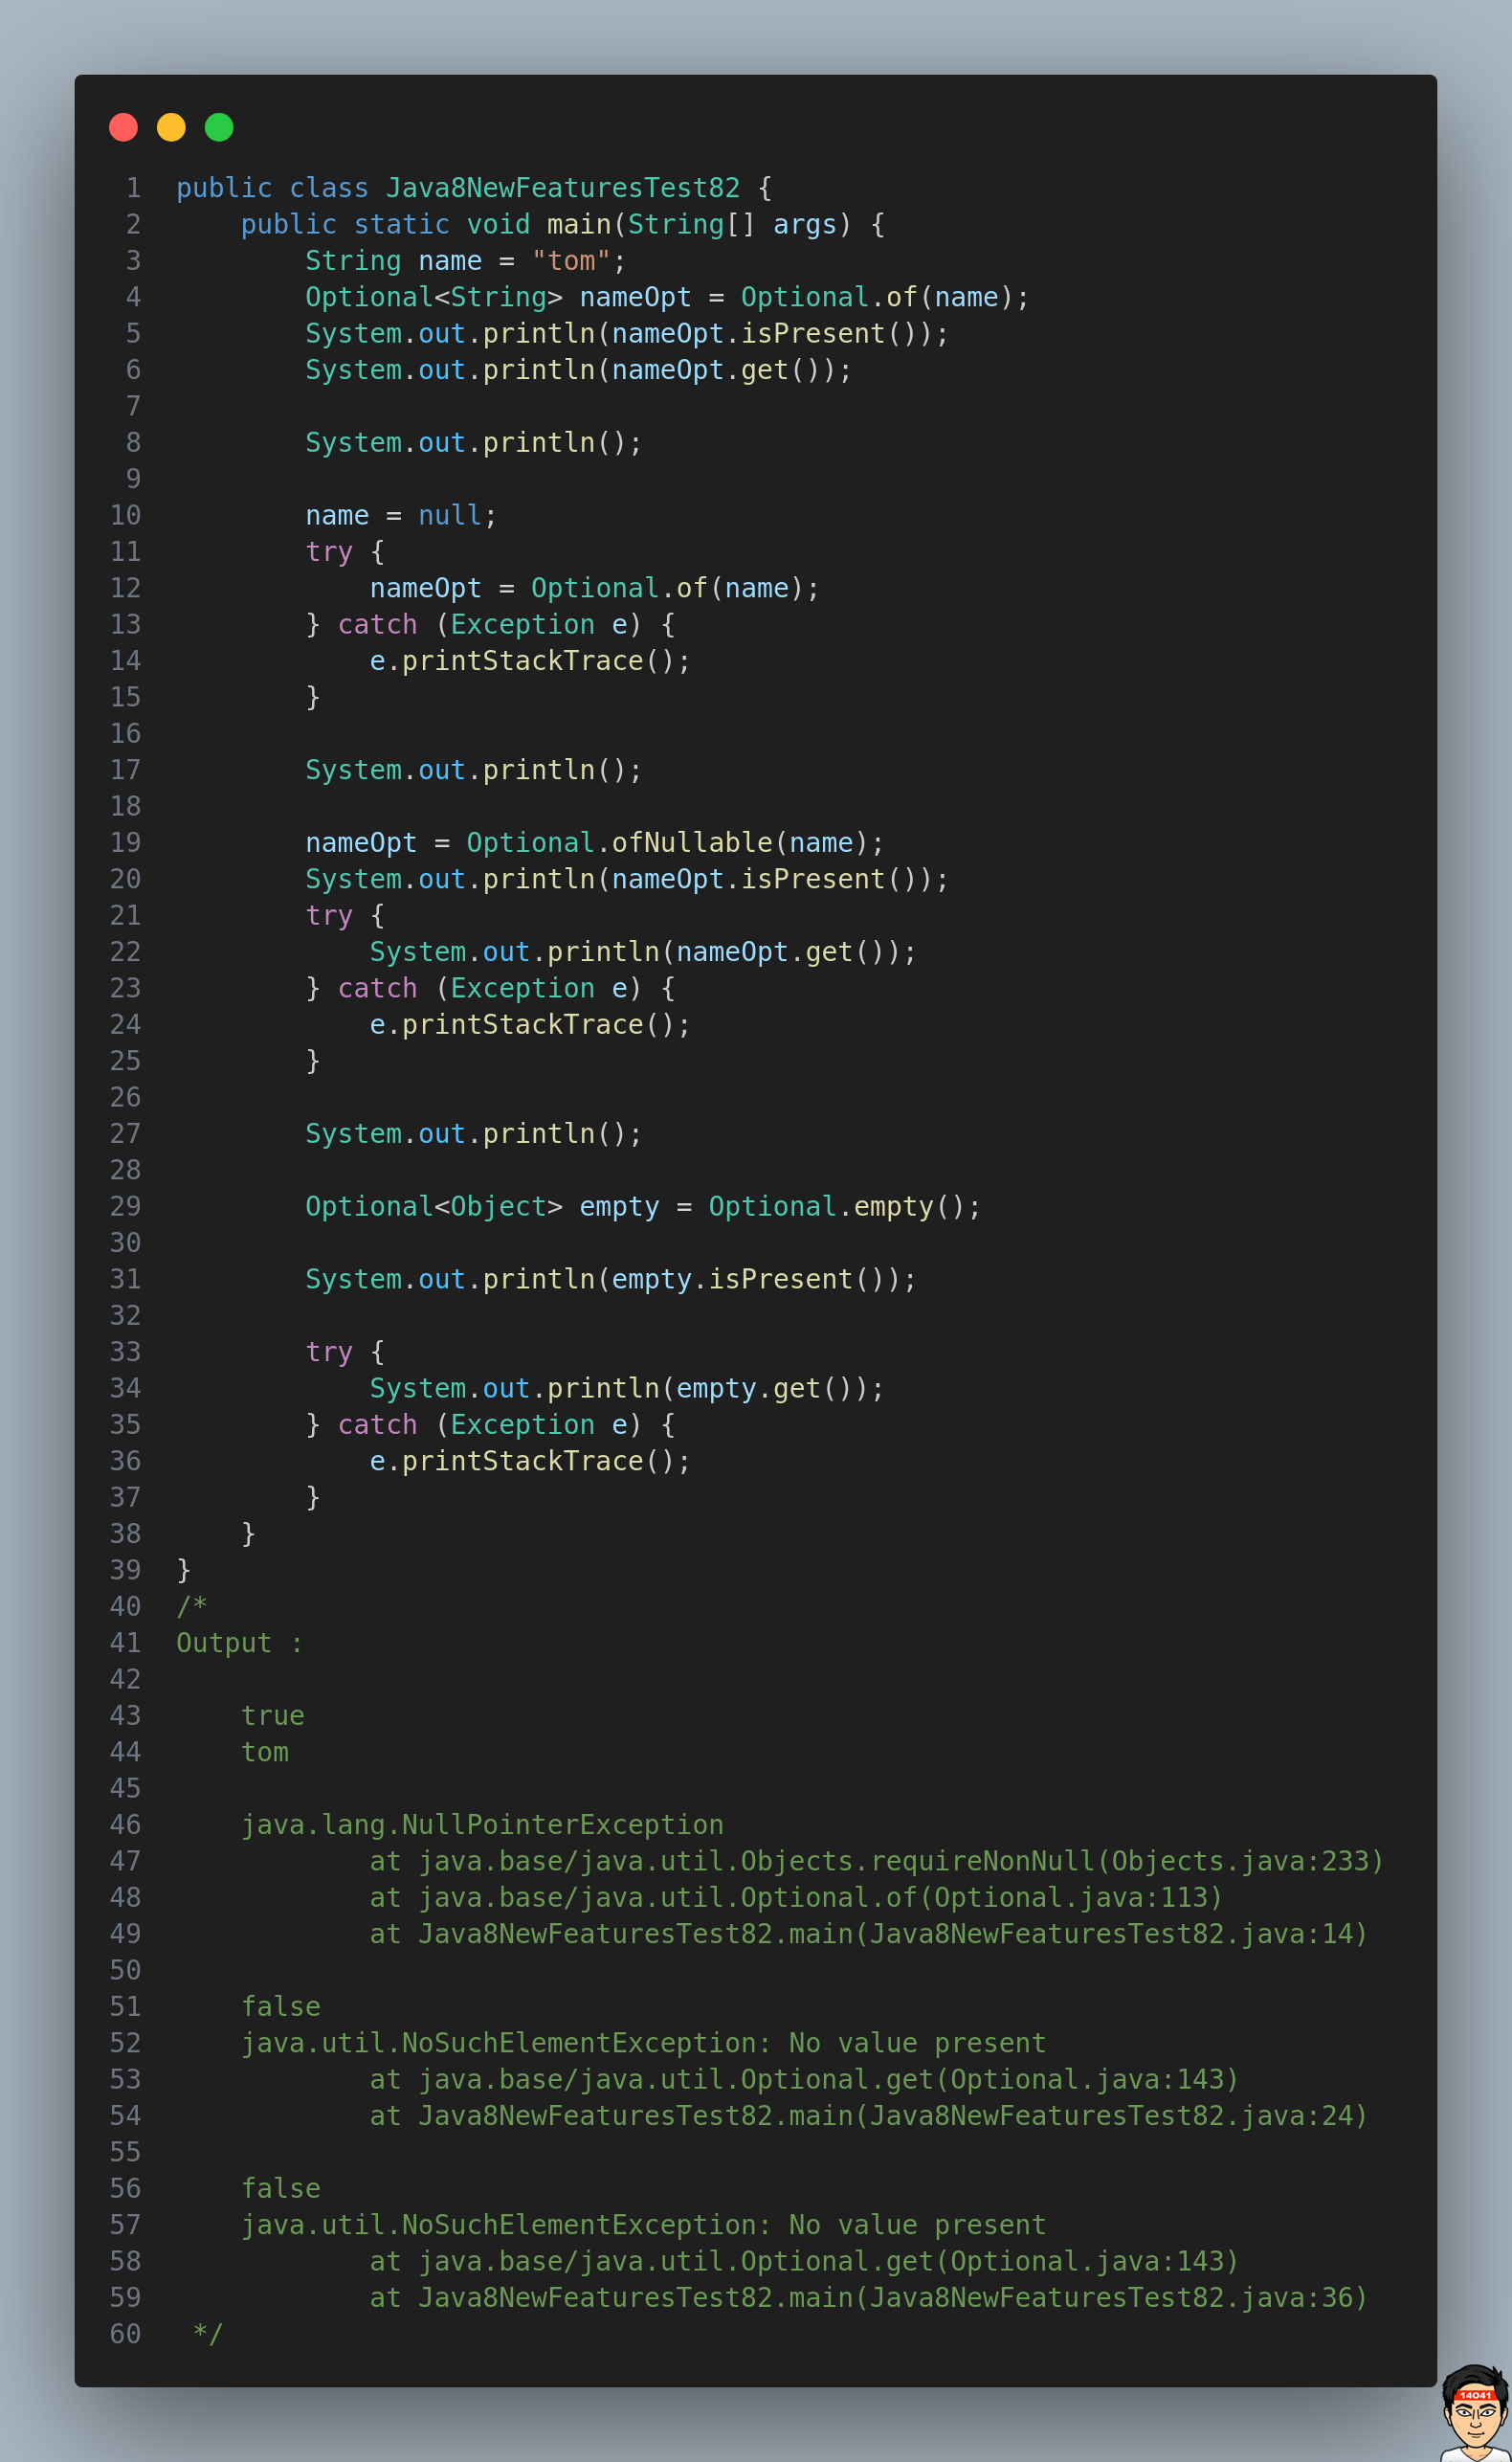 1 public class Java8NewFeaturesTest82 {
2     public static void main(String[] args) {
3         String name = "tom";
4         Optional<String> nameOpt = Optional.of(name);
5         System.out.println(nameOpt.isPresent());
6         System.out.println(nameOpt.get());
7
8         System.out.println();
9
10         name = null;
11         try {
12             nameOpt = Optional.of(name);
13         } catch (Exception e) {
14             e.printStackTrace();
15         }
16
17         System.out.println();
18
19         nameOpt = Optional.ofNullable(name);
20         System.out.println(nameOpt.isPresent());
21         try {
22             System.out.println(nameOpt.get());
23         } catch (Exception e) {
24             e.printStackTrace();
25         }
26
27         System.out.println();
28
29         Optional<Object> empty = Optional.empty();
30
31         System.out.println(empty.isPresent());
32
33         try {
34             System.out.println(empty.get());
35         } catch (Exception e) {
36             e.printStackTrace();
37         }
38     }
39 }
40 /*
41 Output :
42
43     true
44     tom
45
46     java.lang.NullPointerException
47             at java.base/java.util.Objects.requireNonNull(Objects.java:233)
48             at java.base/java.util.Optional.of(Optional.java:113)
49             at Java8NewFeaturesTest82.main(Java8NewFeaturesTest82.java:14)
50
51     false
52     java.util.NoSuchElementException: No value present
53             at java.base/java.util.Optional.get(Optional.java:143)
54             at Java8NewFeaturesTest82.main(Java8NewFeaturesTest82.java:24)
55
56     false
57     java.util.NoSuchElementException: No value present
58             at java.base/java.util.Optional.get(Optional.java:143)
59             at Java8NewFeaturesTest82.main(Java8NewFeaturesTest82.java:36)
60  */
14041